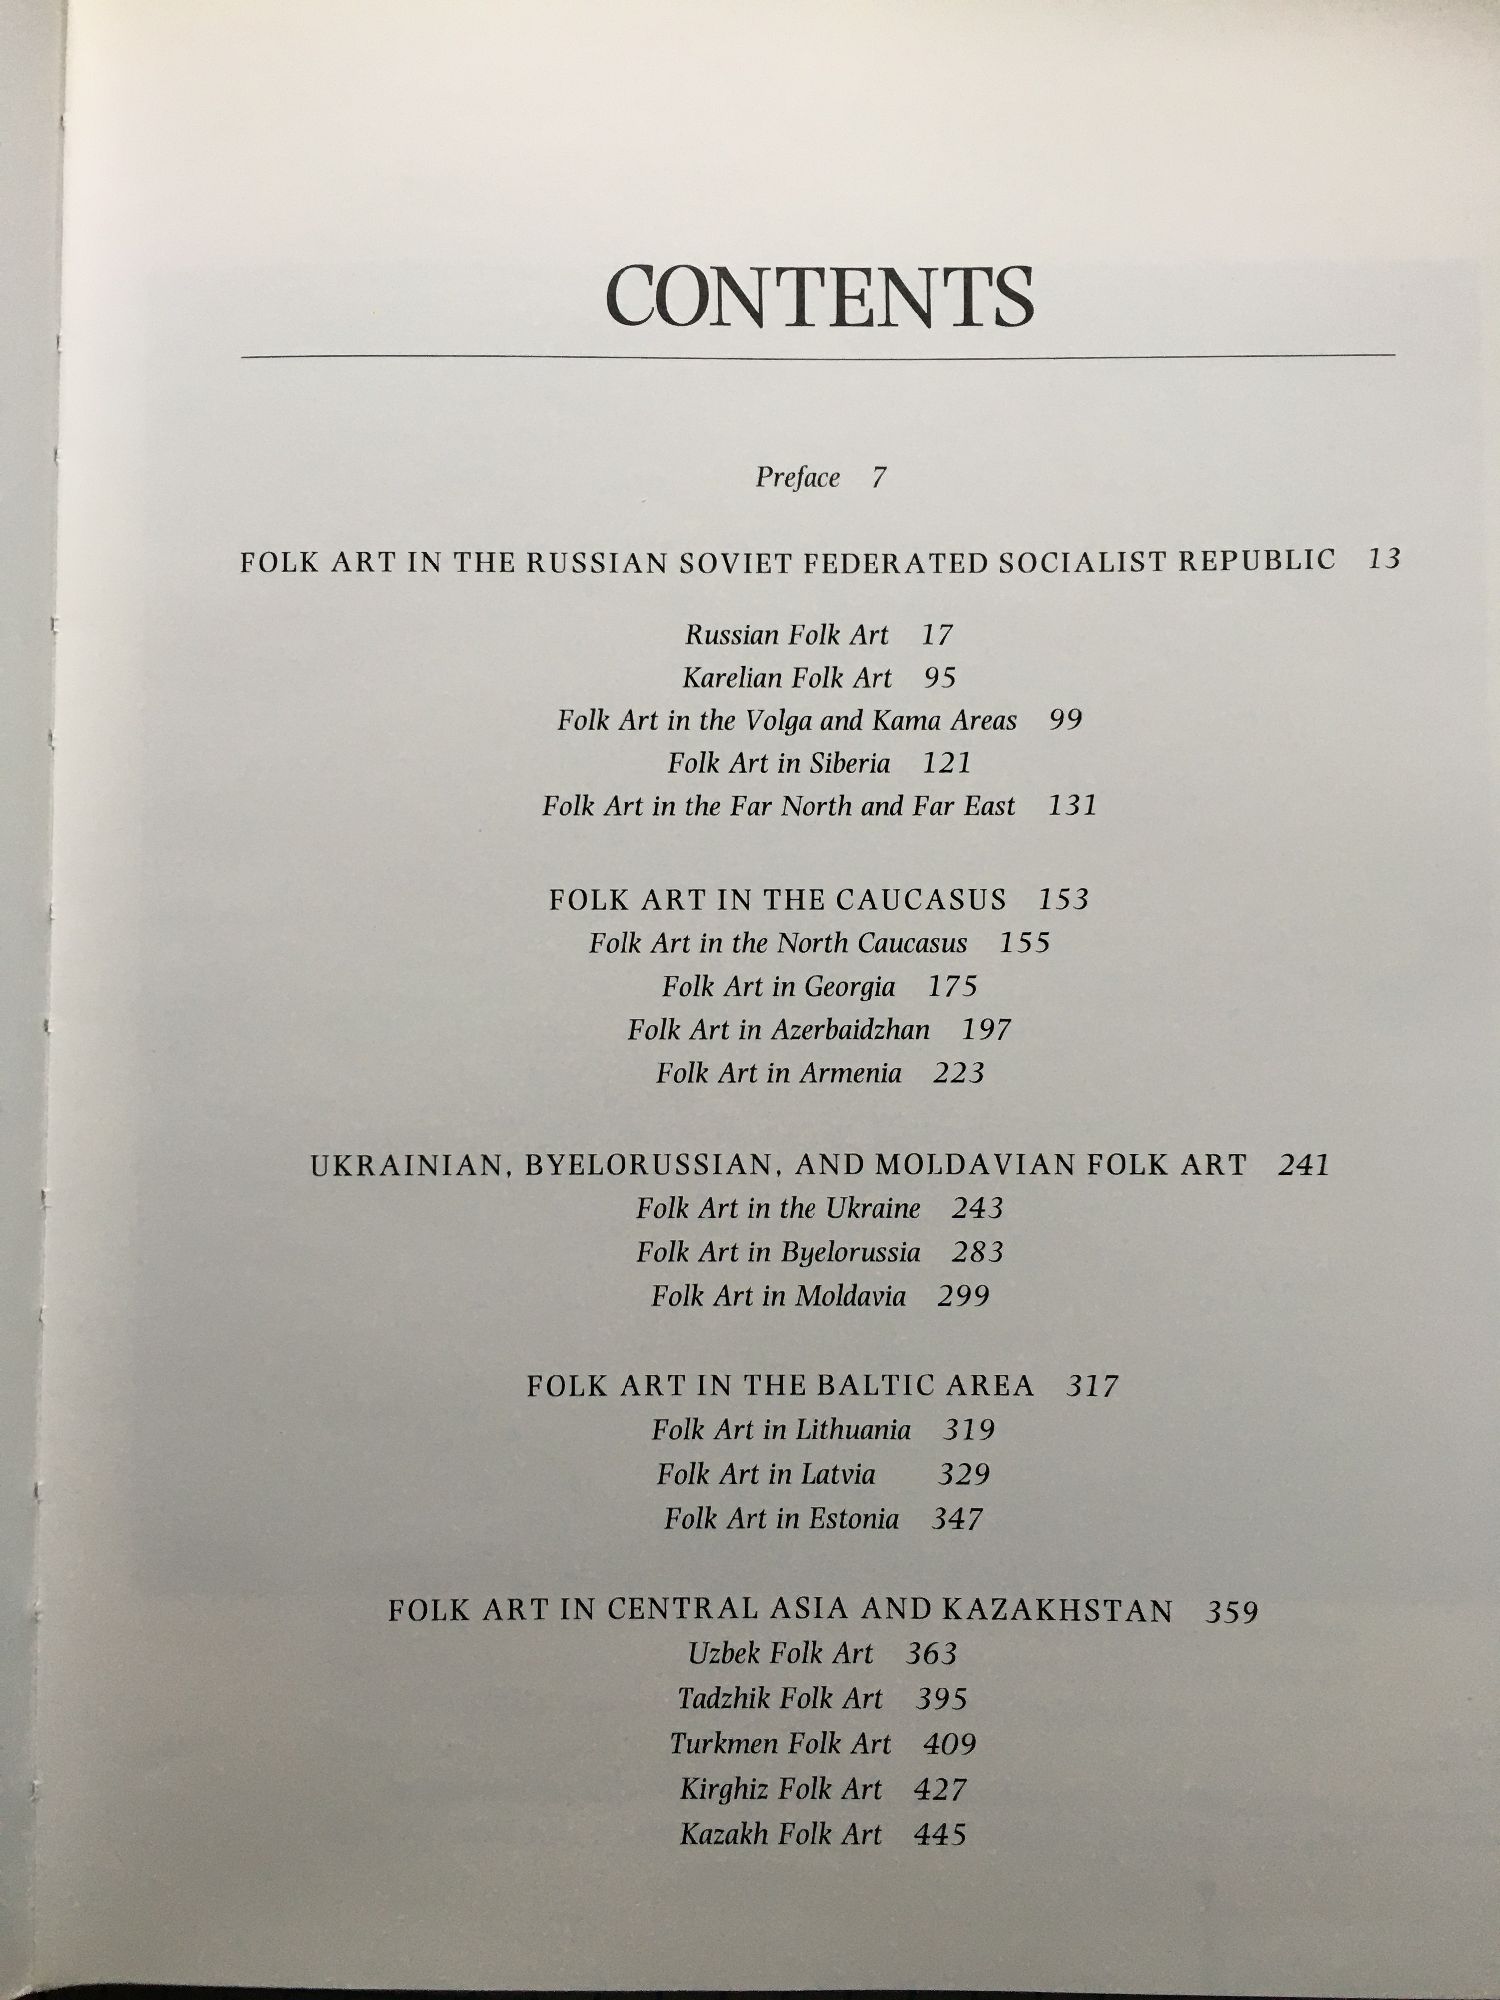 CONTENTS
Preface 7
FOLK ART IN THE RUSSIAN SOVIET FEDERATED SOCIALIST REPUBLIC 13
Russian Folk Art 17
Karelian Folk Art 95
Folk Art in the Volga and Kama Areas 99
Folk Art in Siberia 121
Folk Art in the Far North and Far East 131
FOLK ART IN THE CAUCASUS 153
Folk Art in the North Caucasus 155
Folk Art in Georgia 175
Folk Art in Azerbaidzhan 197
Folk Art in Armenia 223
UKRAINIAN, BYELORUSSIAN, AND MOLDAVIAN FOLK ART 241
Folk Art in the Ukraine 243
Folk Art in Byelorussia 283
Folk Art in Moldavia 299
FOLK ART IN THE BALTIC AREA 317
Folk Art in Lithuania 319
Folk Art in Latvia 329
Folk Art in Estonia 347
FOLK ART IN CENTRAL ASIA AND KAZAKHSTAN 359
Uzbek Folk Art 363
Tadzhik Folk Art 395
Turkmen Folk Art 409
Kirghiz Folk Art 427
Kazakh Folk Art 445